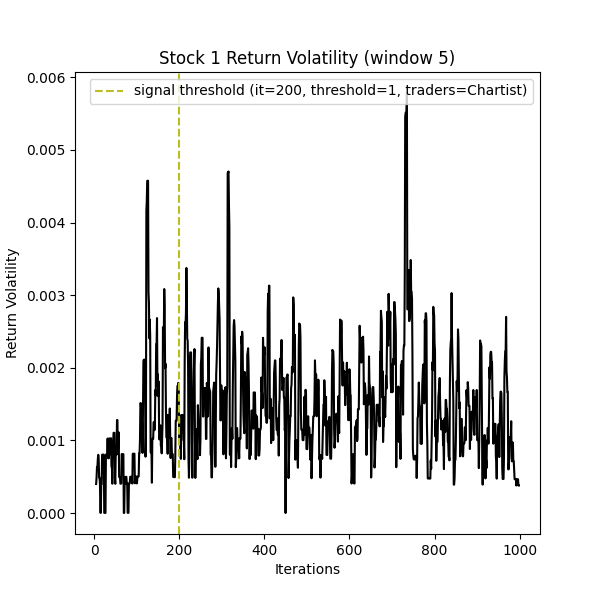 Stock 1 Return Volatility (window 5)
signal threshold (it=200, threshold=1, traders=Chartist)
0.006
0.005
0.004
0.003
0.002
0.001
0.000
Return Volatility
0 200 400 600 800 1000
Iterations